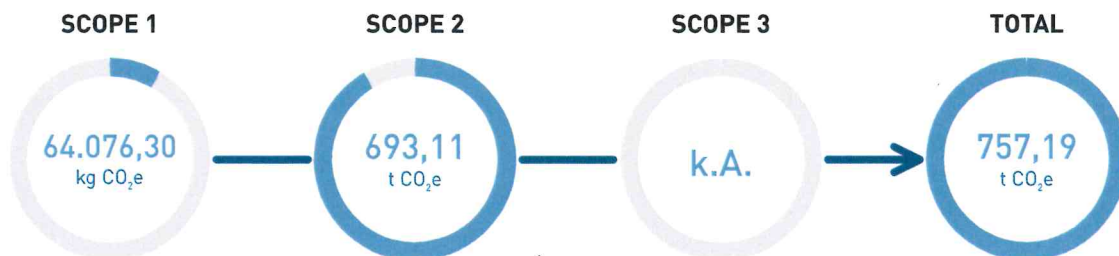 SCOPE 1
64.076,30
kg CO₂e
SCOPE 2
693,11
t CO₂e
SCOPE 3
k.A.
TOTAL
757,19
t CO₂e